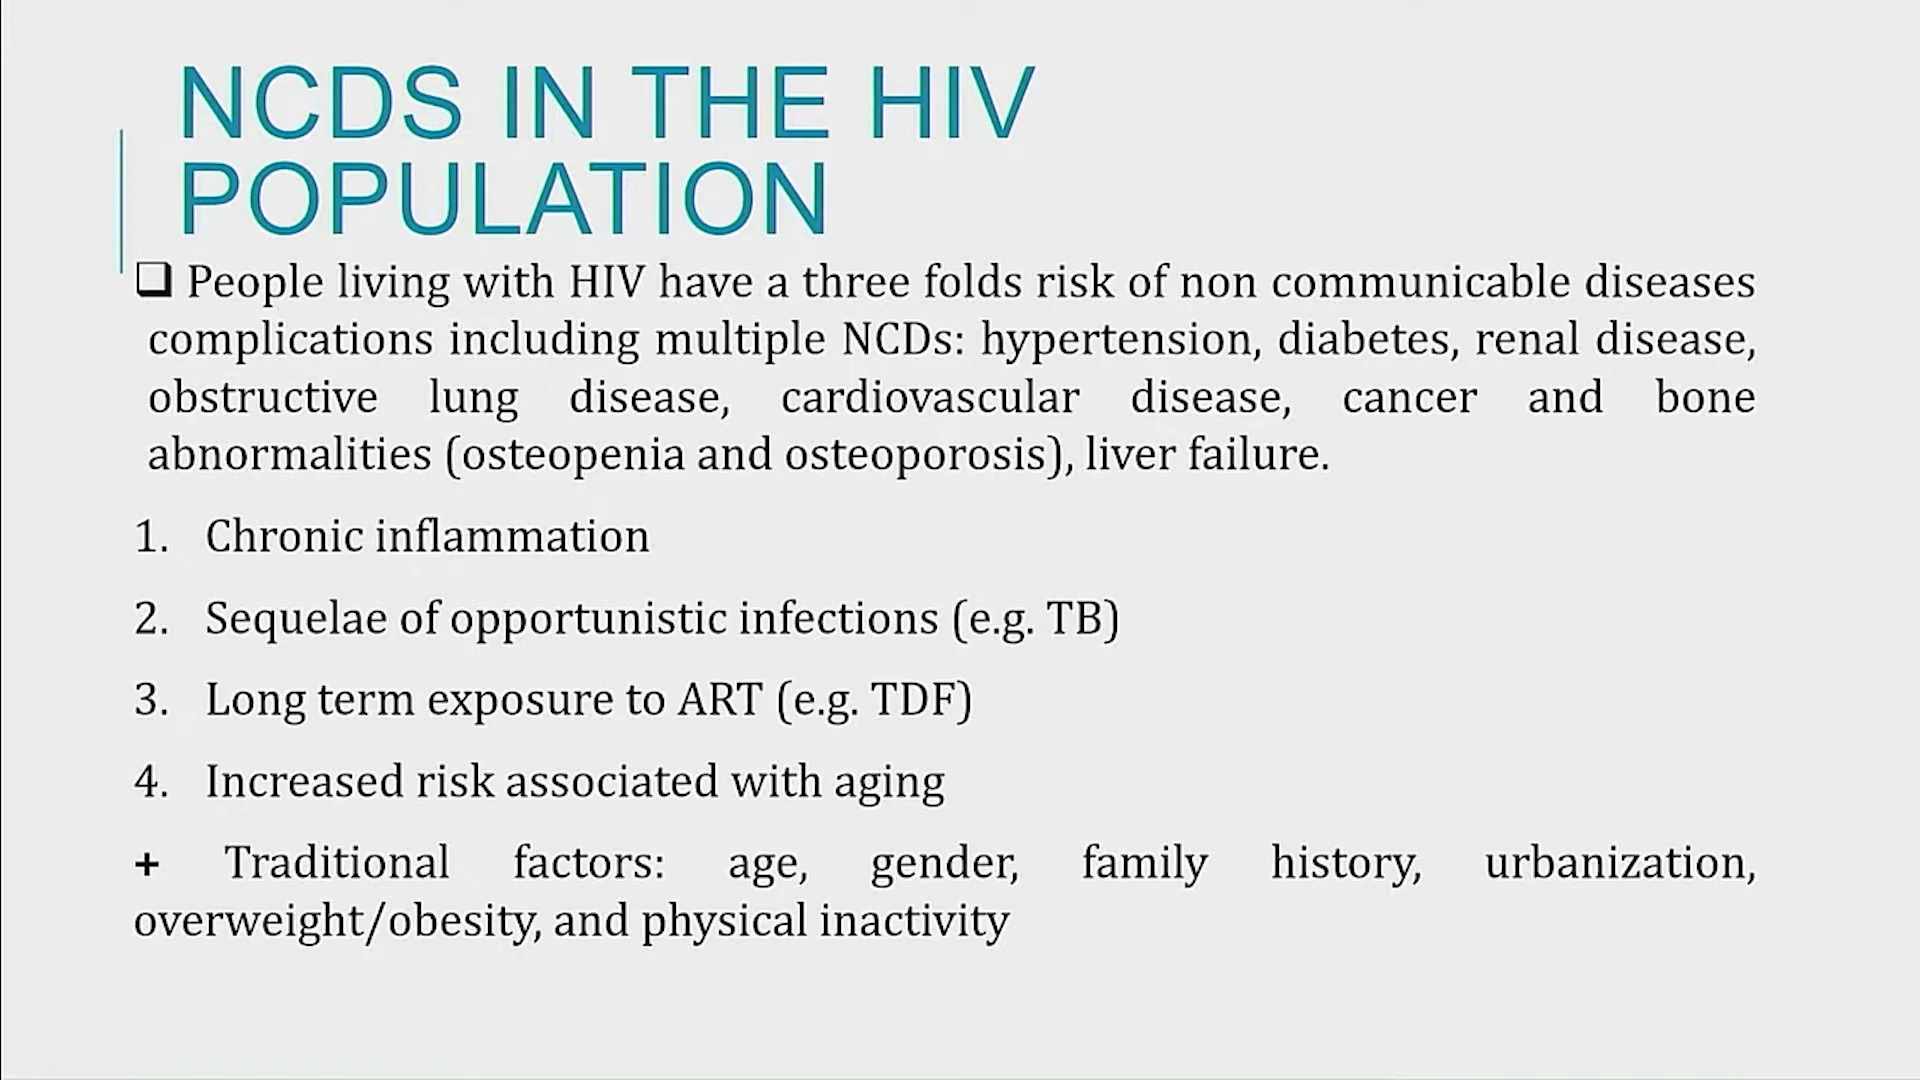 NCDS IN THE HIV
POPULATION
❑ People living with HIV have a three folds risk of non communicable diseases
complications including multiple NCDs: hypertension, diabetes, renal disease,
obstructive lung disease, cardiovascular disease, cancer and bone
abnormalities (osteopenia and osteoporosis), liver failure.
1. Chronic inflammation
2. Sequelae of opportunistic infections (e.g. TB)
3. Long term exposure to ART (e.g. TDF)
4. Increased risk associated with aging
+ Traditional factors: age, gender, family history, urbanization,
overweight/obesity, and physical inactivity